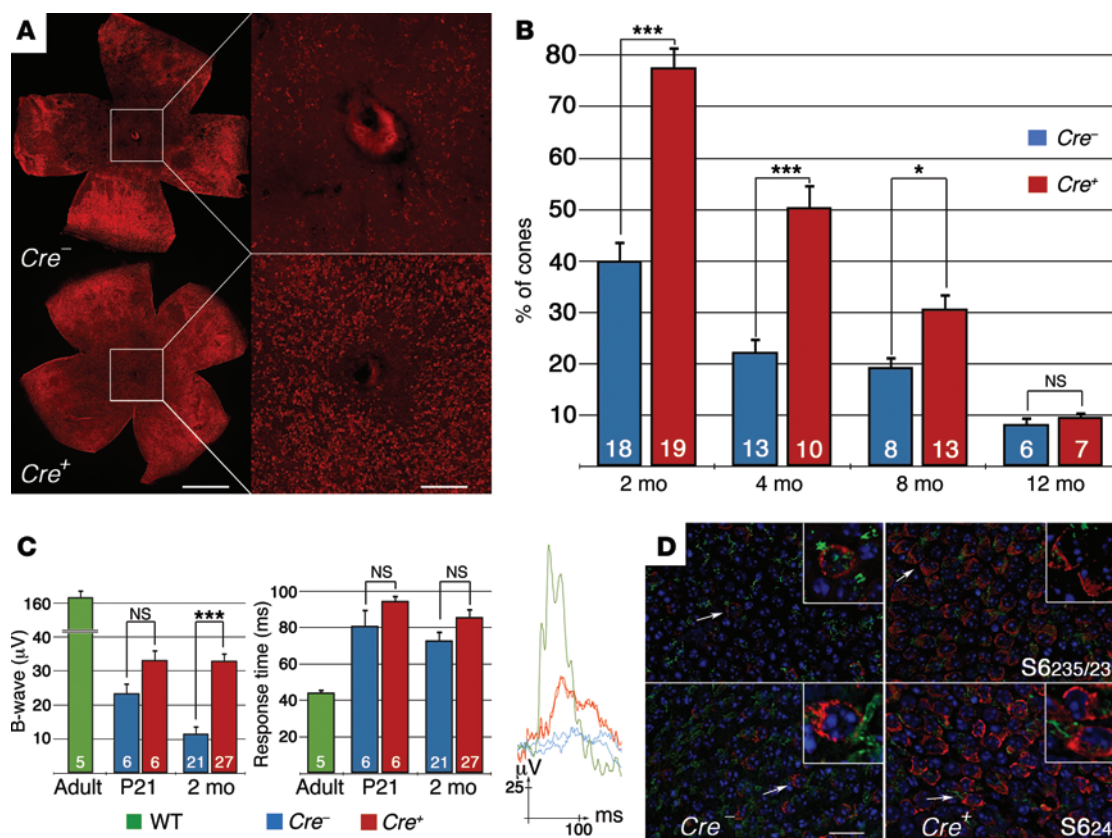 A
Cre⁻
Cre⁺
B
% of cones
80
70
60
50
40
30
20
10
***
***
*
NS
Cre⁻
Cre⁺
18
19
13
10
8
13
6
7
2 mo
4 mo
8 mo
12 mo
C
B-wave (μV)
160
40
30
20
10
NS
***
5
6
6
21
27
Adult
P21
2 mo
Response time (ms)
100
80
60
40
20
NS
NS
5
6
6
21
27
Adult
P21
2 mo
μV
25
100
ms
WT
Cre⁻
Cre⁺
D
S6235/23
Cre⁻
Cre⁺
S624